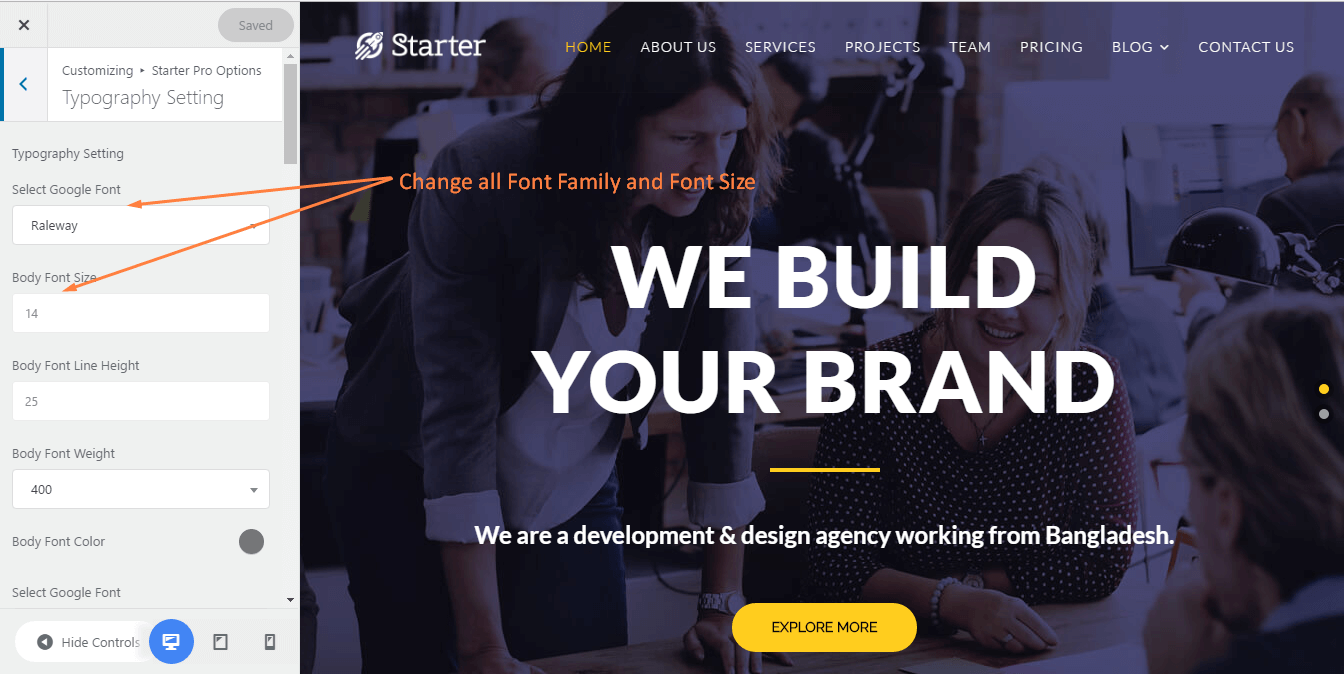 Saved
Customizing ▸ Starter Pro Options
Typography Setting
Typography Setting
Select Google Font
Raleway
Body Font Size
14
Body Font Line Height
25
Body Font Weight
400
Body Font Color
Select Google Font
Hide Controls
Starter
HOME ABOUT US SERVICES PROJECTS TEAM PRICING BLOG CONTACT US
Change all Font Family and Font Size
WE BUILD
YOUR BRAND
We are a development & design agency working from Bangladesh.
EXPLORE MORE